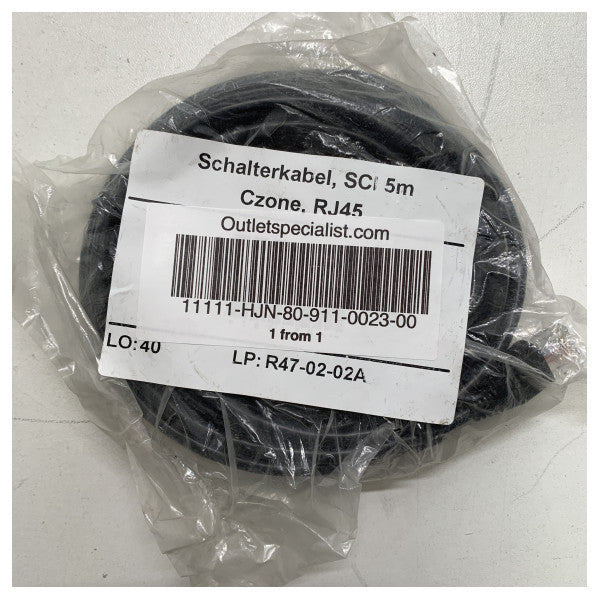 Schalterkabel, SCI 5m
Czone, RJ45
Outletspecialist.com
11111-HJN-80-911-0023-00
1 from 1
LO: 40
LP: R47-02-02A